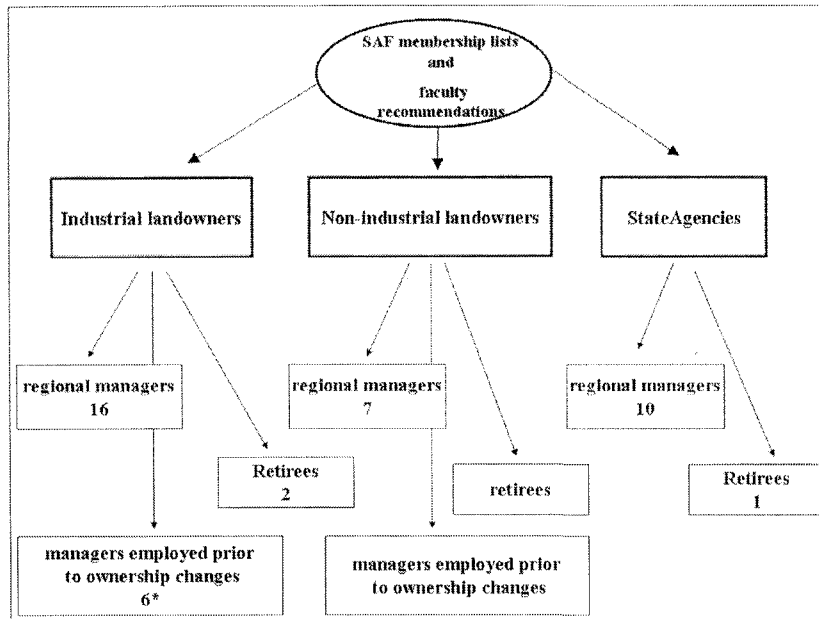 SAF membership lists
and
faculty
recommendations
Industrial landowners
Non-industrial landowners
StateAgencies
regional managers
16
regional managers
7
regional managers
10
Retirees
2
retirees
Retirees
1
managers employed prior
to ownership changes
6*
managers employed prior
to ownership changes